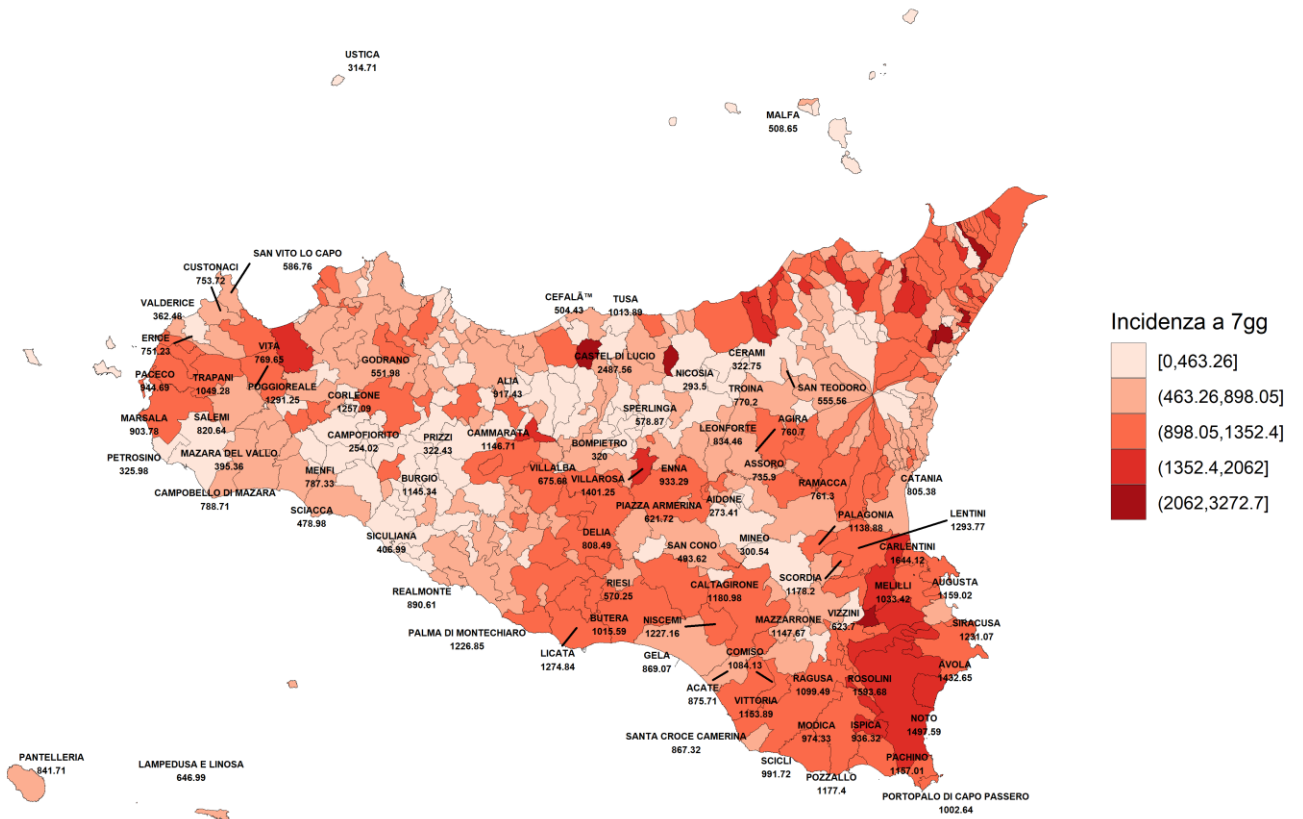 USTICA
314.71
MALFA
508.65
SAN VITO LO CAPO
586.76
CUSTONACI
753.72
VALDERICE
362.48
ERICE
751.23
PACECO
944.69
TRAPANI
1049.28
VITA
769.65
POGGIOREALE
1291.25
GODRANO
551.98
CORLEONE
1257.09
CEFALÃ™
504.43
TUSA
1013.89
CASTEL DI LUCIO
2487.56
NICOSIA
293.5
CERAMI
322.75
TROINA
770.2
SAN TEODORO
555.56
ALIA
917.43
SPERLINGA
578.87
AGIRA
760.7
LEONFORTE
834.46
ASSORO
735.9
MARSALA
903.78
SALEMI
820.64
PETROSINO
325.98
MAZARA DEL VALLO
395.36
CAMPOBELLO DI MAZARA
788.71
CAMPOFIORITO
254.02
PRIZZI
322.43
CAMMARATA
1146.71
BOMPIETRO
320
MENFI
787.33
BURGIO
1145.34
SCIACCA
478.98
SICULIANA
406.99
REALMONTE
890.61
VILLALBA
675.68
VILLAROSA
1401.25
ENNA
933.29
PIAZZA ARMERINA
621.72
AIDONE
273.41
RAMACCA
761.3
CATANIA
805.38
PALAGONIA
1138.88
LENTINI
1293.77
CARLENTINI
1644.12
DELIA
808.49
SAN CONO
483.62
MINEO
300.54
SCORDIA
1178.2
MELILLI
1033.42
AUGUSTA
1159.02
RIESI
570.25
CALTAGIRONE
1180.98
VIZZINI
623.7
SIRACUSA
1231.07
PALMA DI MONTECHIARO
1226.85
BUTERA
1015.59
NISCEMI
1227.16
MAZZARRONE
1147.67
LICATA
1274.84
GELA
869.07
COMISO
1084.13
ACATE
875.71
RAGUSA
1099.49
ROSOLINI
1593.68
AVOLA
1432.65
VITTORIA
1153.89
MODICA
974.33
ISPICA
936.32
NOTO
1497.59
SANTA CROCE CAMERINA
867.32
SCICLI
991.72
POZZALLO
1177.4
PACHINO
1157.01
PORTOPALO DI CAPO PASSERO
1002.64
PANTELLERIA
841.71
LAMPEDUSA E LINOSA
646.99
Incidenza a 7gg
[0,463.26]
(463.26,898.05]
(898.05,1352.4]
(1352.4,2062]
(2062,3272.7]